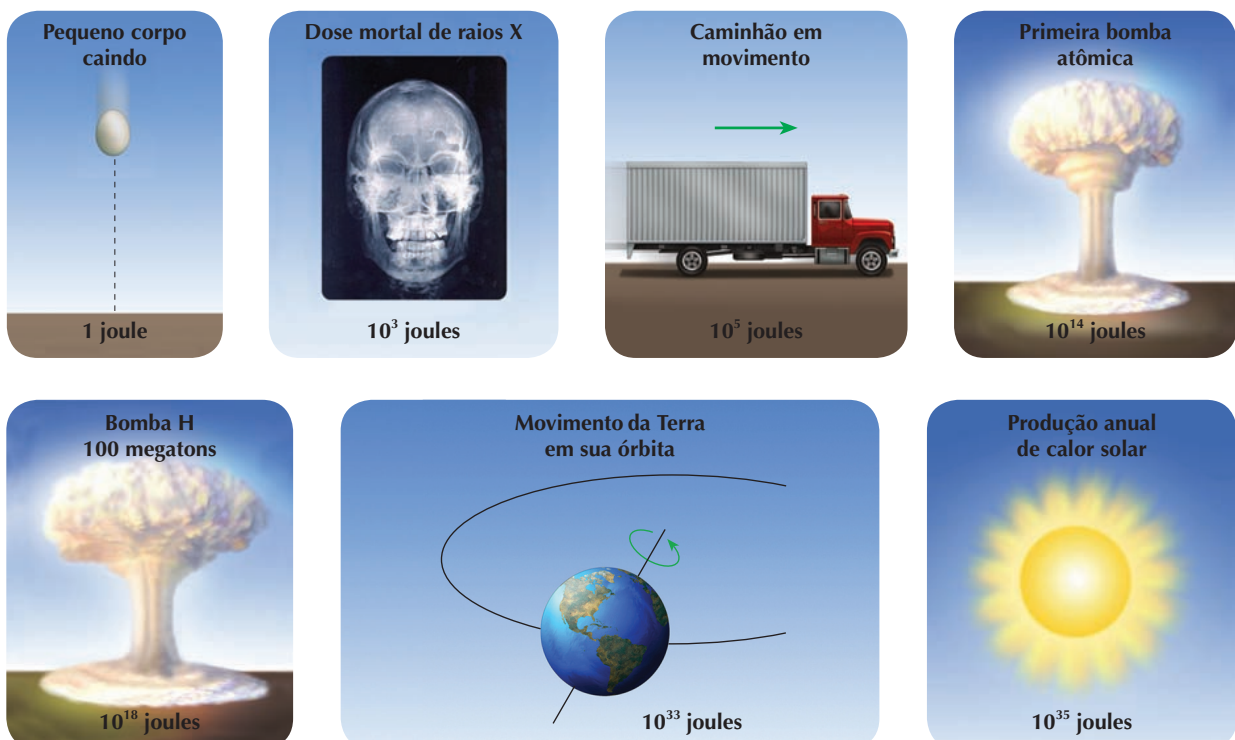 Pequeno corpo
caindo
1 joule
Dose mortal de raios X
10³ joules
Caminhão em
movimento
10⁵ joules
Primeira bomba
atômica
10¹⁴ joules
Bomba H
100 megatons
10¹⁸ joules
Movimento da Terra
em sua órbita
10³³ joules
Produção anual
de calor solar
10³⁵ joules